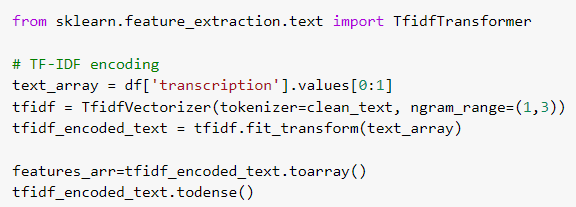 from sklearn.feature_extraction.text import TfidfTransformer
# TF-IDF encoding
text_array = df['transcription'].values[0:1]
tfidf = TfidfVectorizer(tokenizer=clean_text, ngram_range=(1,3))
tfidf_encoded_text = tfidf.fit_transform(text_array)
features_arr=tfidf_encoded_text.toarray()
tfidf_encoded_text.todense()